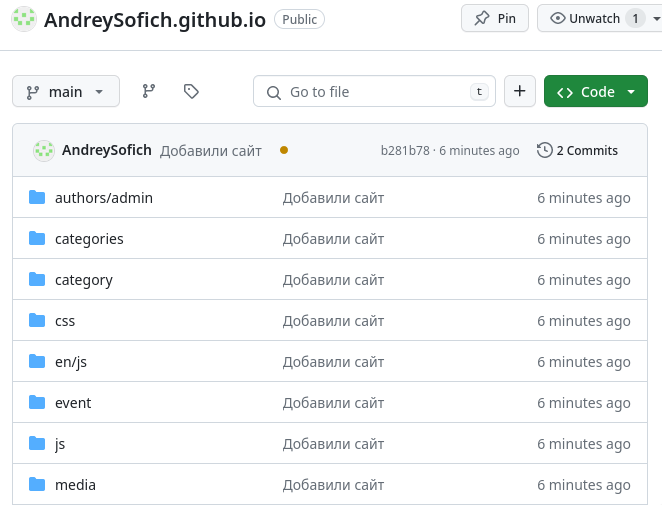 AndreySofich.github.io Public Pin Unwatch 1
main Go to file t + Code
AndreySofich Добавили сайт b281b78 · 6 minutes ago 2 Commits
authors/admin Добавили сайт 6 minutes ago
categories Добавили сайт 6 minutes ago
category Добавили сайт 6 minutes ago
css Добавили сайт 6 minutes ago
en/js Добавили сайт 6 minutes ago
event Добавили сайт 6 minutes ago
js Добавили сайт 6 minutes ago
media Добавили сайт 6 minutes ago